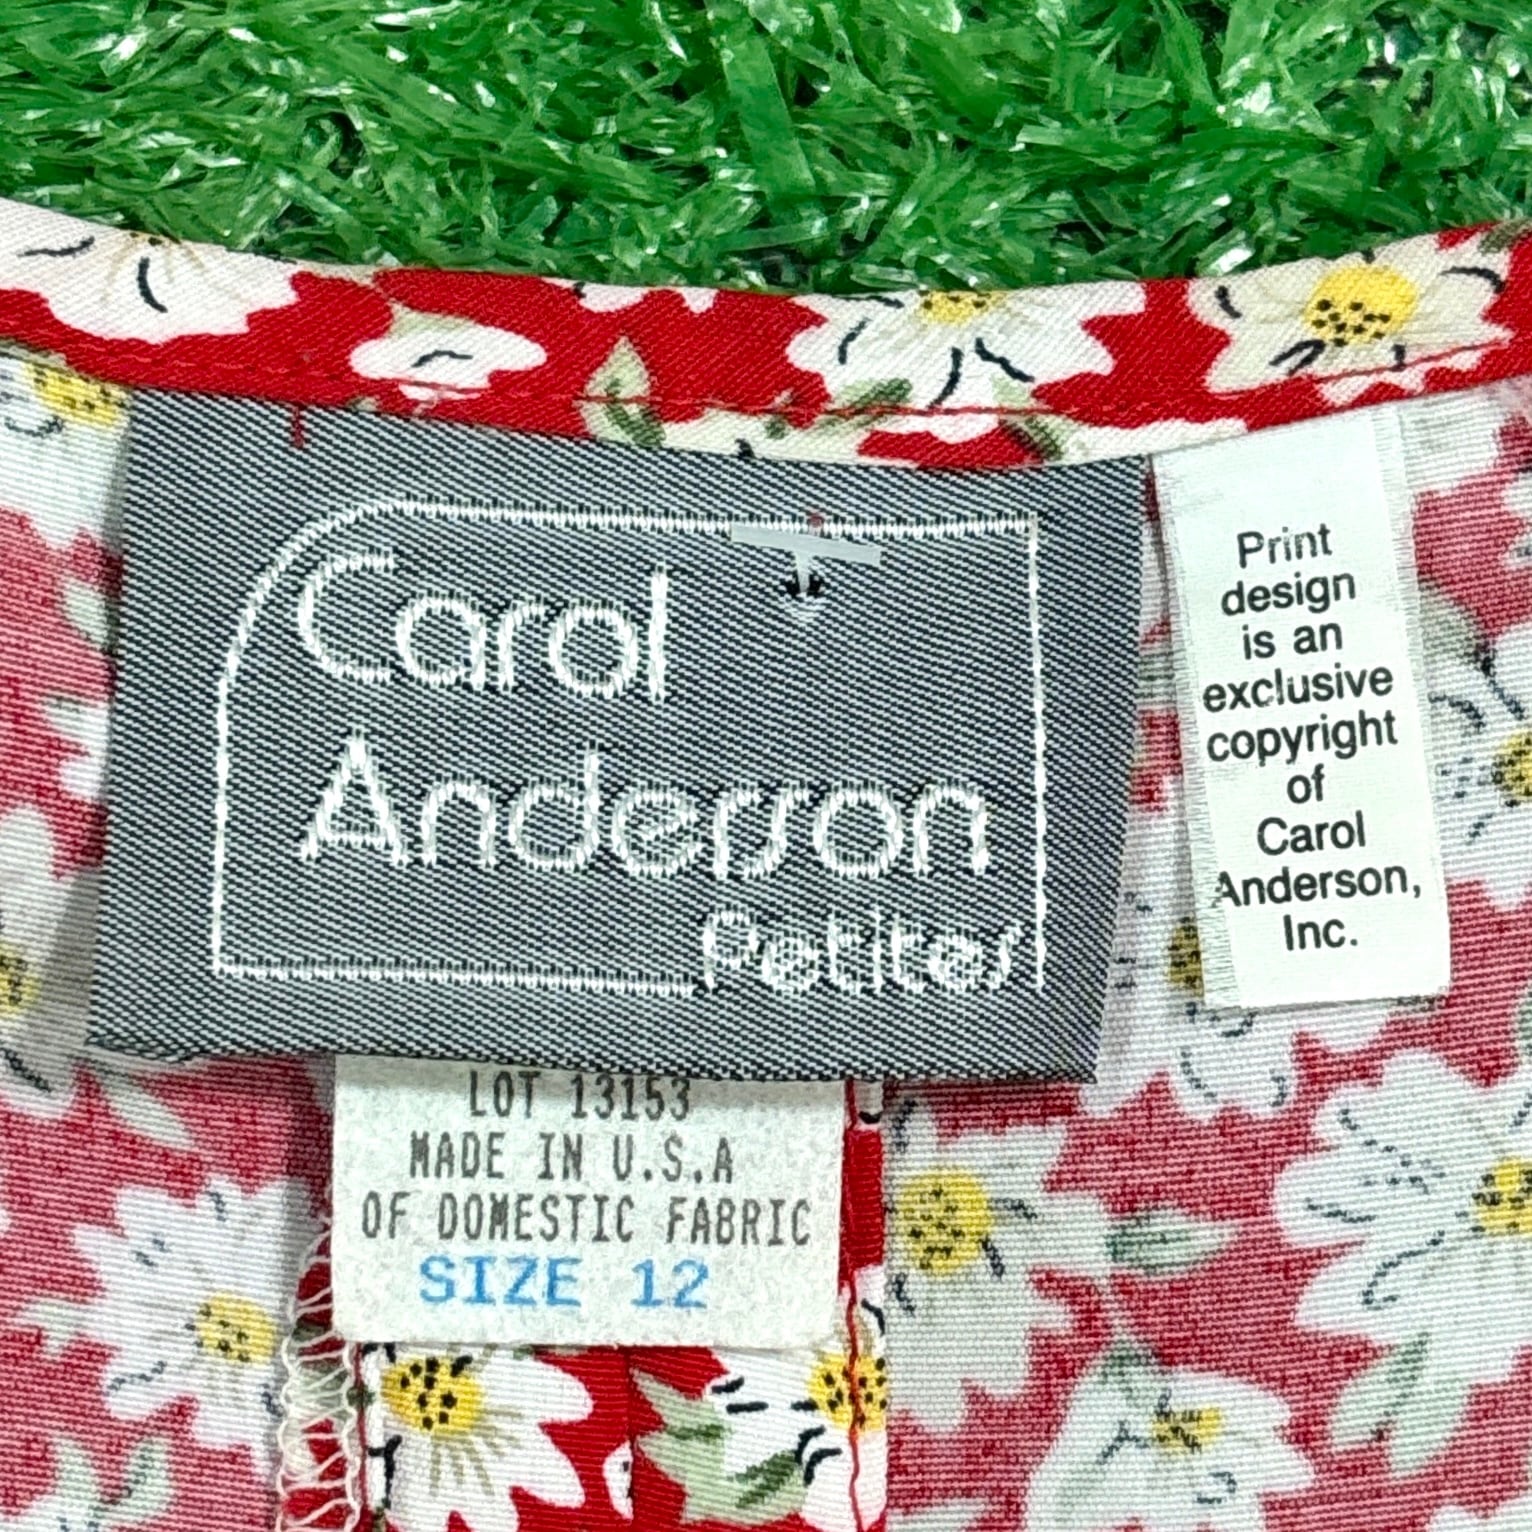 Carol
Anderson
Petites
Print
design
is an
exclusive
copyright
of
Carol
Anderson,
Inc.
LOT 13153
MADE IN U.S.A
OF DOMESTIC FABRIC
SIZE 12